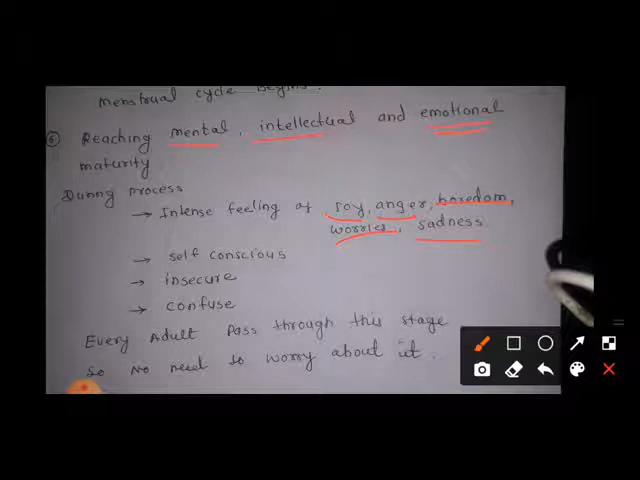 menstrual cycle begins.
⑥ Reaching mental, intellectual and emotional
maturity
During process
→ Intense feeling of Joy, anger, boredom,
worries, sadness
→ self conscious
→ insecure
→ confuse
Every Adult Pass through this stage
So No need to worry about it.